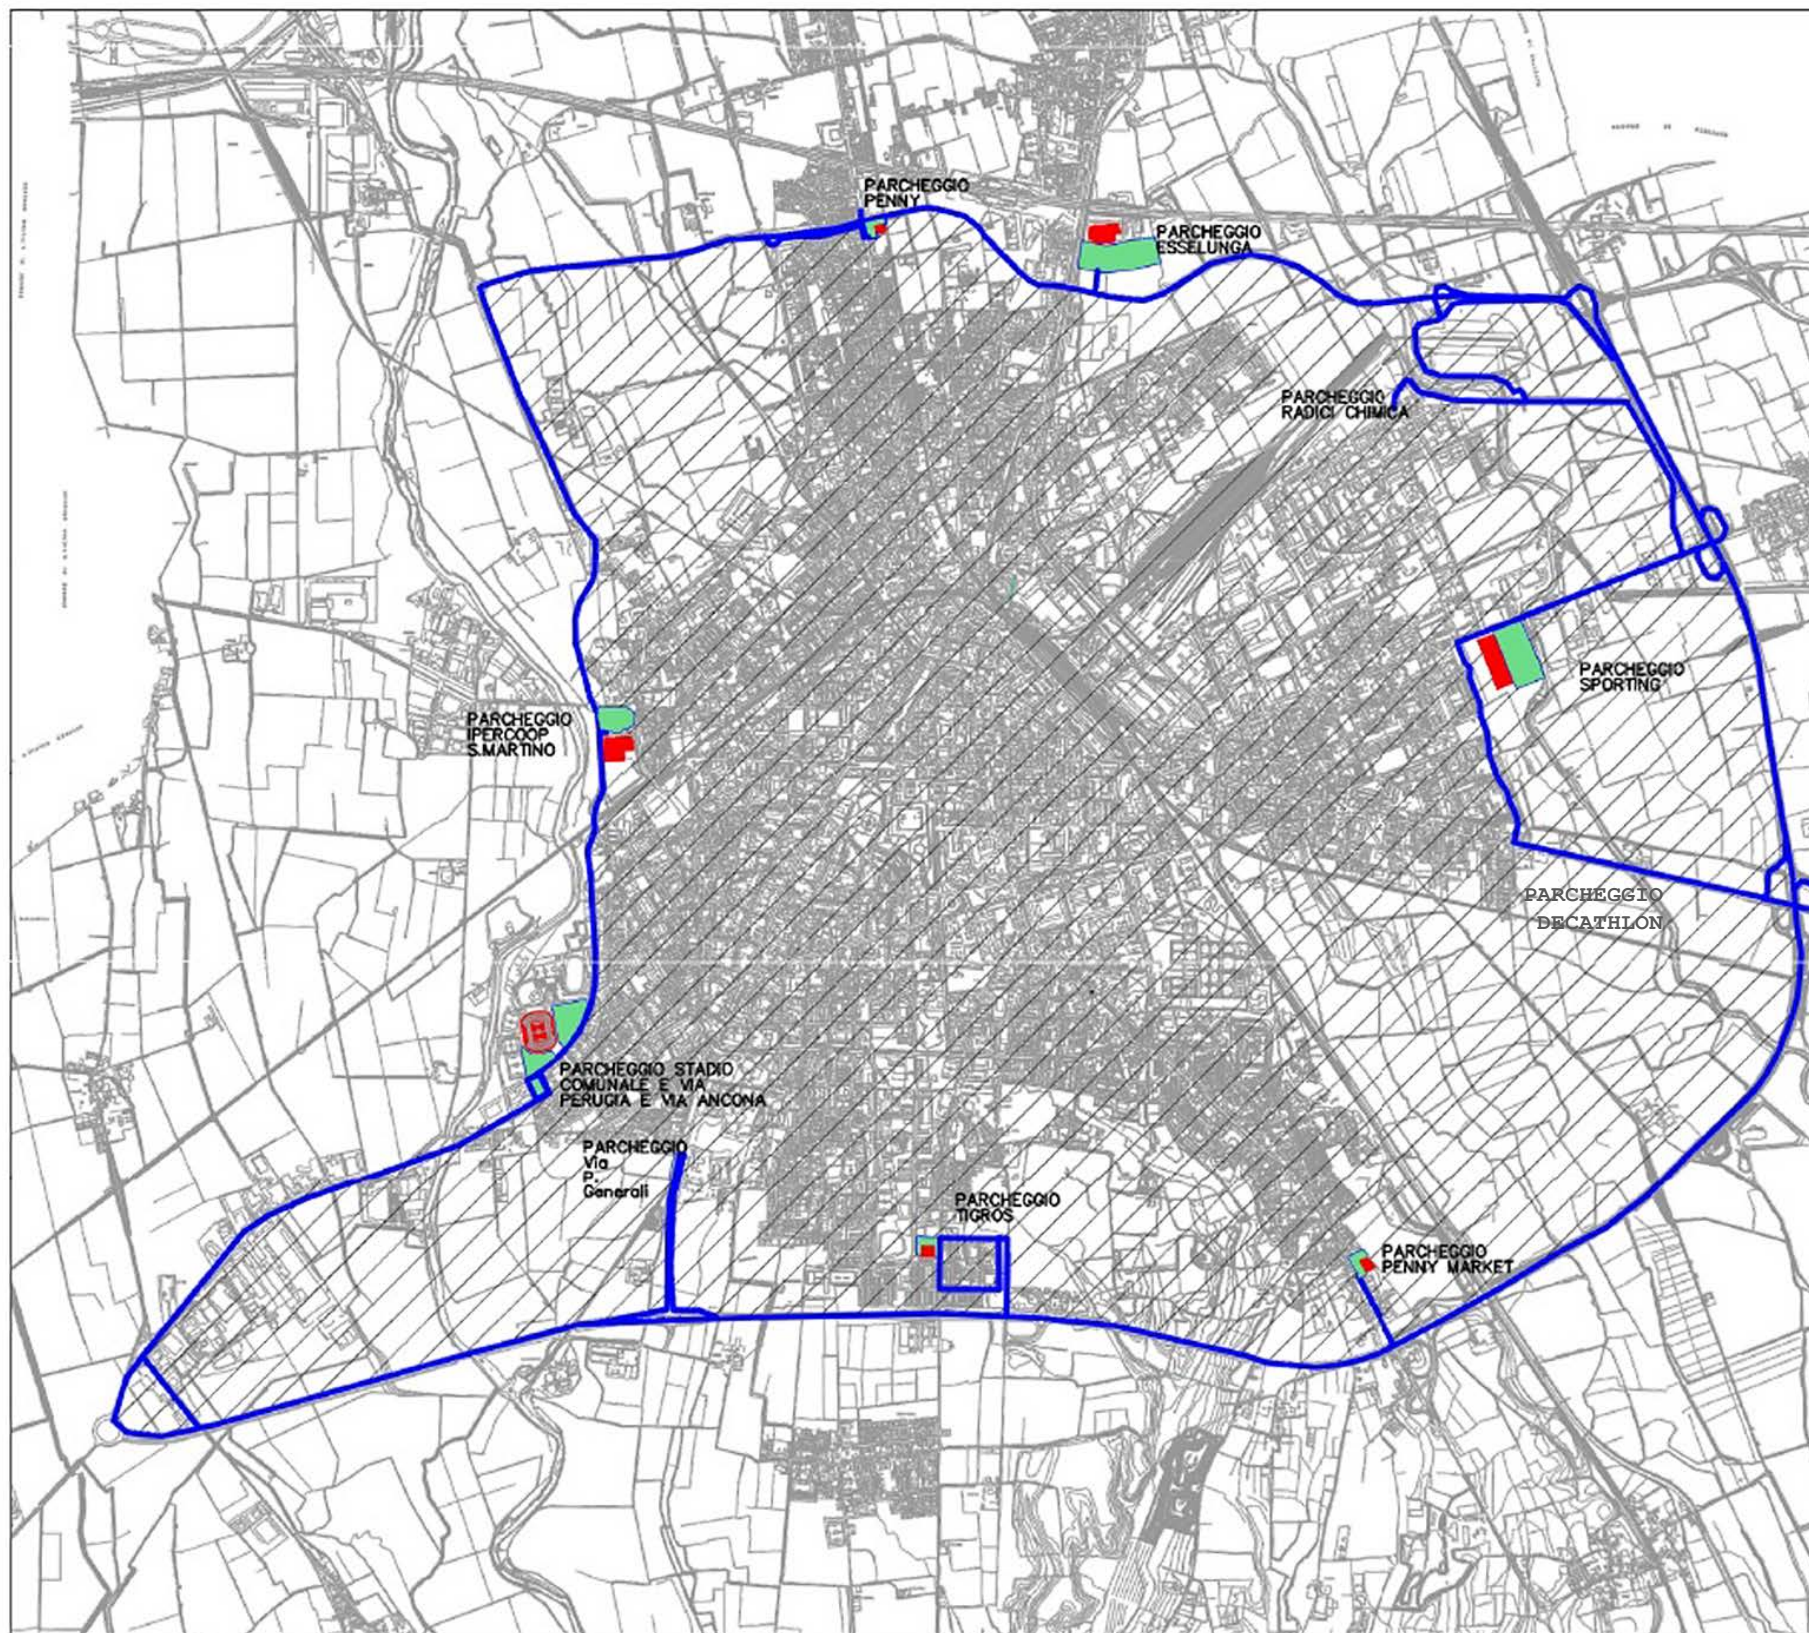 PARCHEGGIO
PENNY
PARCHEGGIO
ESSELUNGA
PARCHEGGIO
RADICI CHIMICA
PARCHEGGIO
SPORTING
PARCHEGGIO
IPERCOOP
S.MARTINO
PARCHEGGIO
DECATHLON
PARCHEGGIO STADIO
COMUNALE E VIA
PERUGIA E VIA ANCONA
PARCHEGGIO
Via
P.
Generali
PARCHEGGIO
TIGROS
PARCHEGGIO
PENNY MARKET